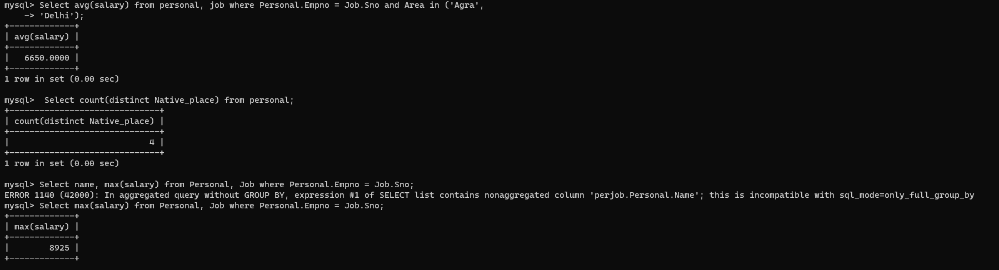 mysql> Select avg(salary) from personal, job where Personal.Empno = Job.Sno and Area in ('Agra',
    -> 'Delhi');
+-------------+
| avg(salary) |
+-------------+
|   6650.0000 |
+-------------+
1 row in set (0.00 sec)

mysql>  Select count(distinct Native_place) from personal;
+------------------------------+
| count(distinct Native_place) |
+------------------------------+
|                            4 |
+------------------------------+
1 row in set (0.00 sec)

mysql> Select name, max(salary) from Personal, Job where Personal.Empno = Job.Sno;
ERROR 1140 (42000): In aggregated query without GROUP BY, expression #1 of SELECT list contains nonaggregated column 'perjob.Personal.Name'; this is incompatible with sql_mode=only_full_group_by
mysql> Select max(salary) from Personal, Job where Personal.Empno = Job.Sno;
+-------------+
| max(salary) |
+-------------+
|        8925 |
+-------------+